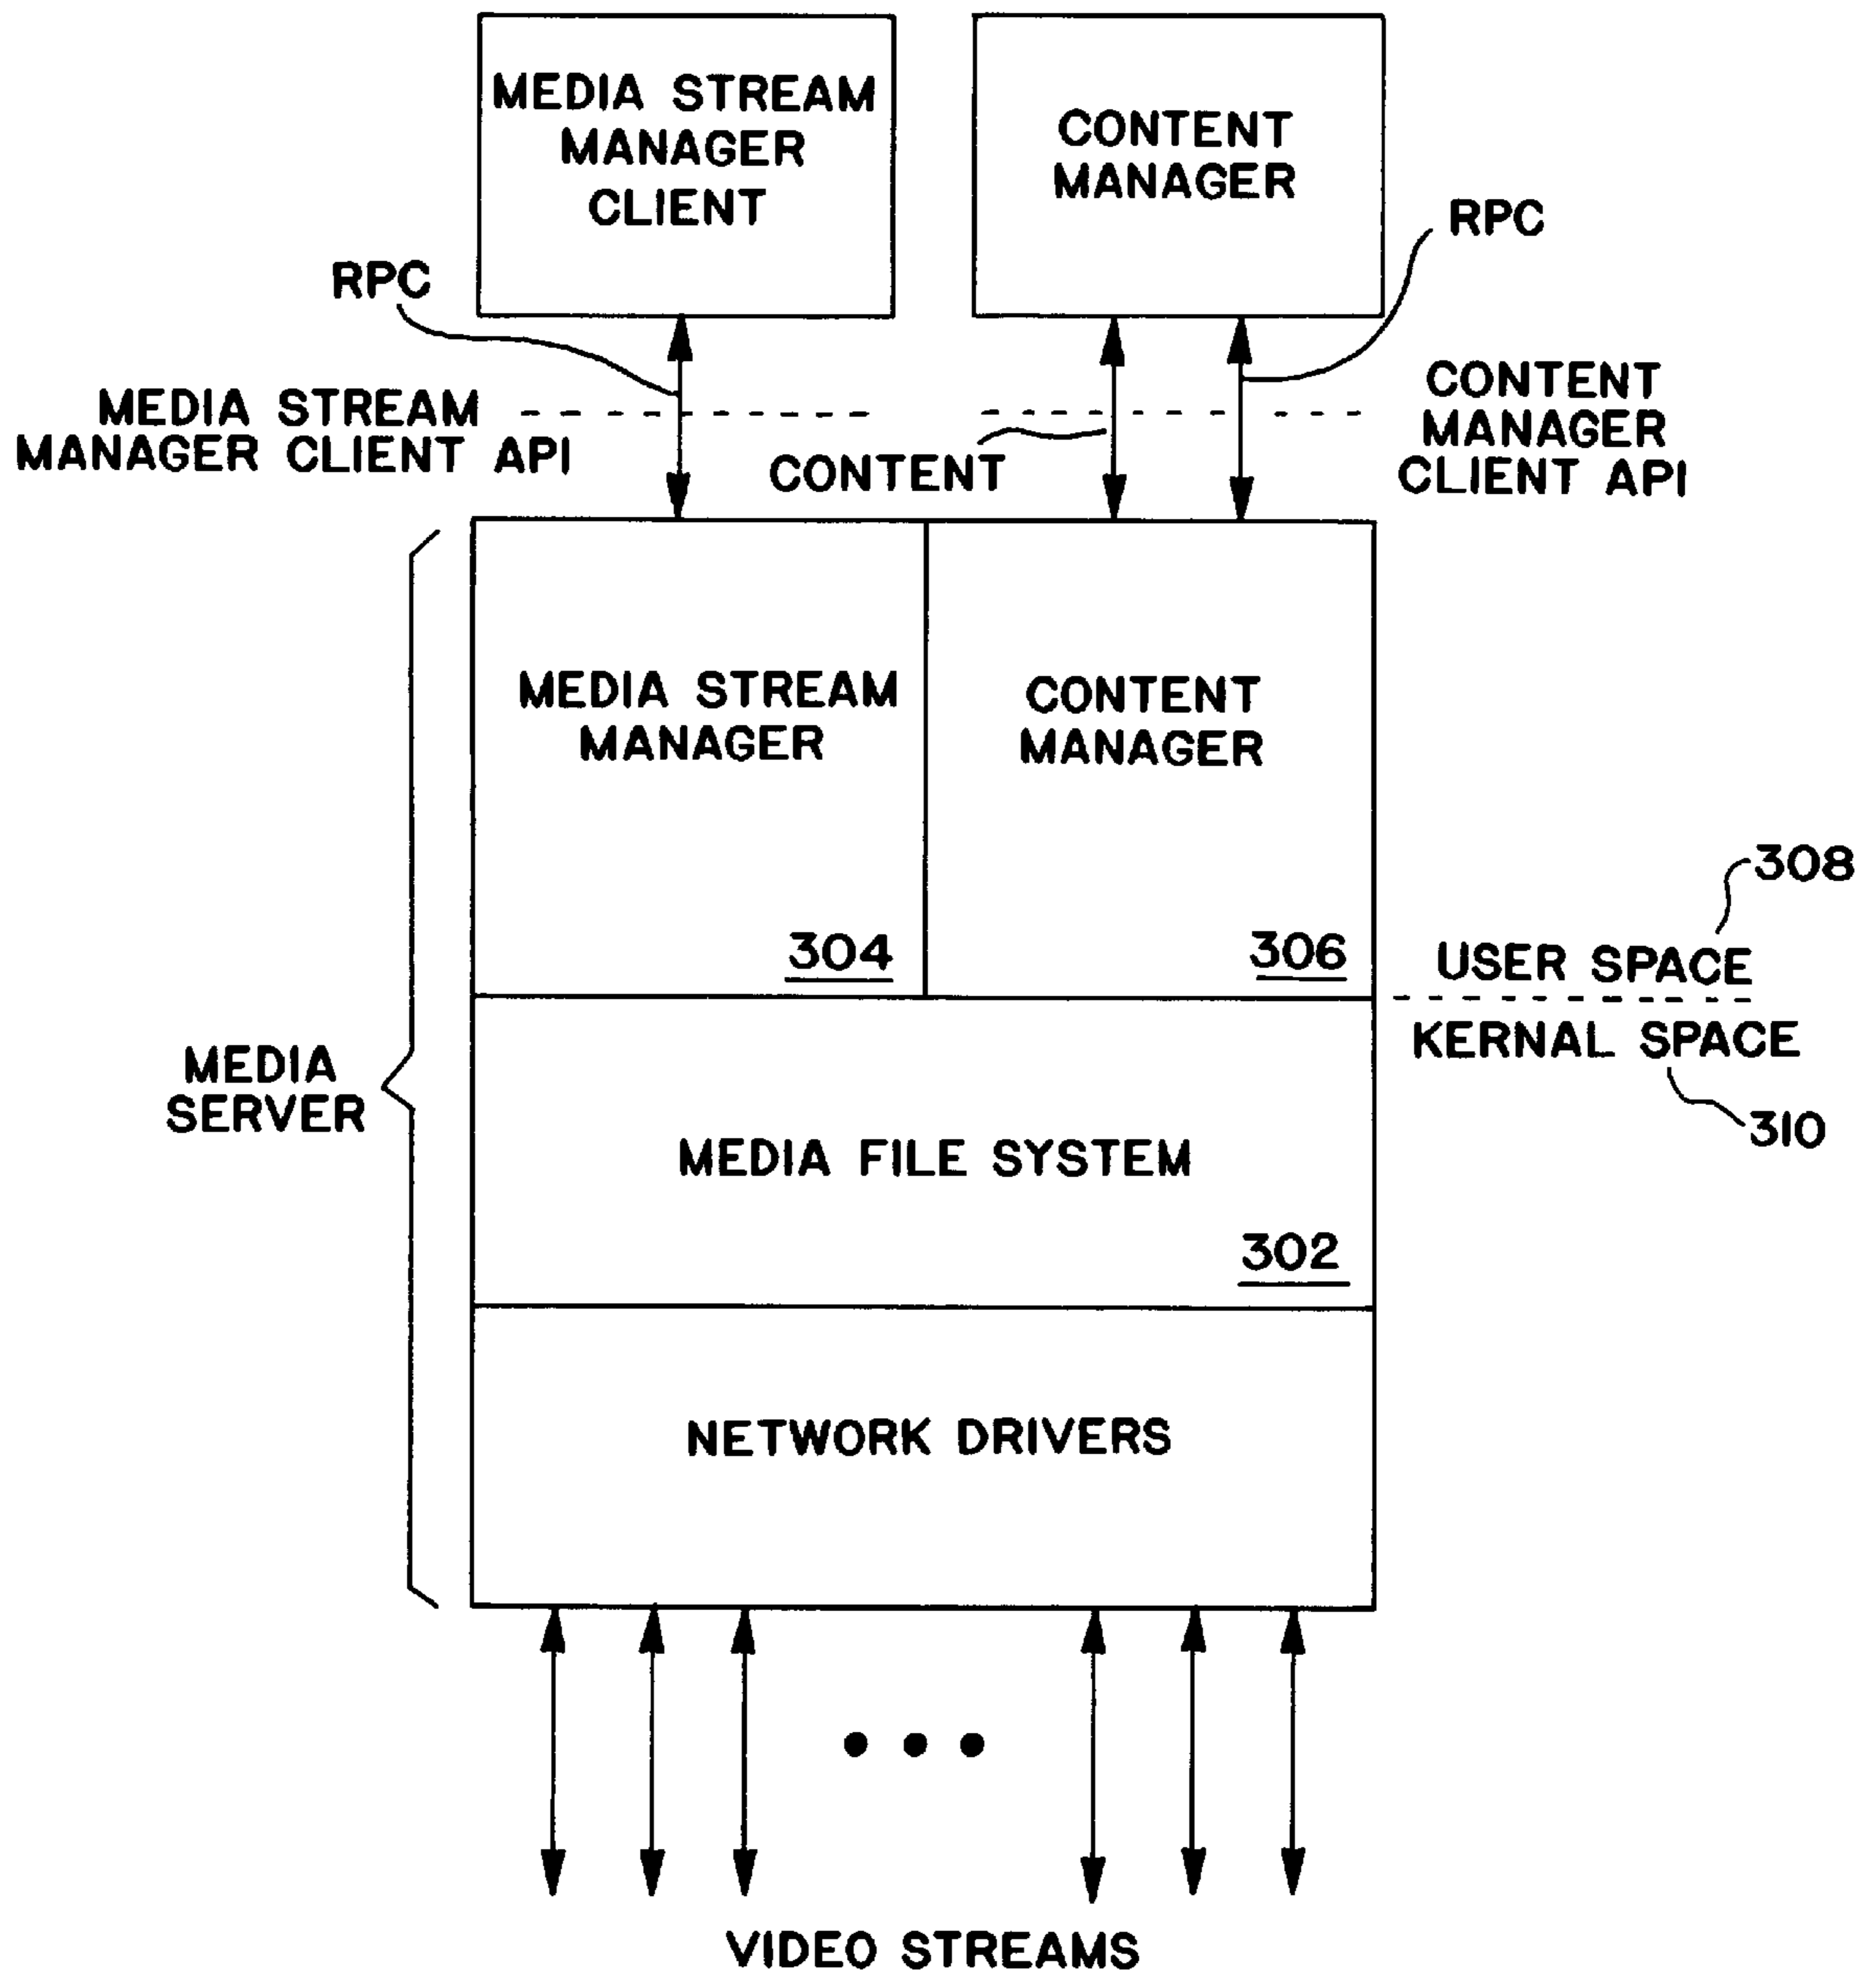 MEDIA STREAM
MANAGER
CLIENT
CONTENT
MANAGER
RPC
RPC
MEDIA STREAM
MANAGER CLIENT API
CONTENT
CONTENT
MANAGER
CLIENT API
MEDIA STREAM
MANAGER
304
CONTENT
MANAGER
306
308
USER SPACE
KERNAL SPACE
310
MEDIA
SERVER
MEDIA FILE SYSTEM
302
NETWORK DRIVERS
VIDEO STREAMS